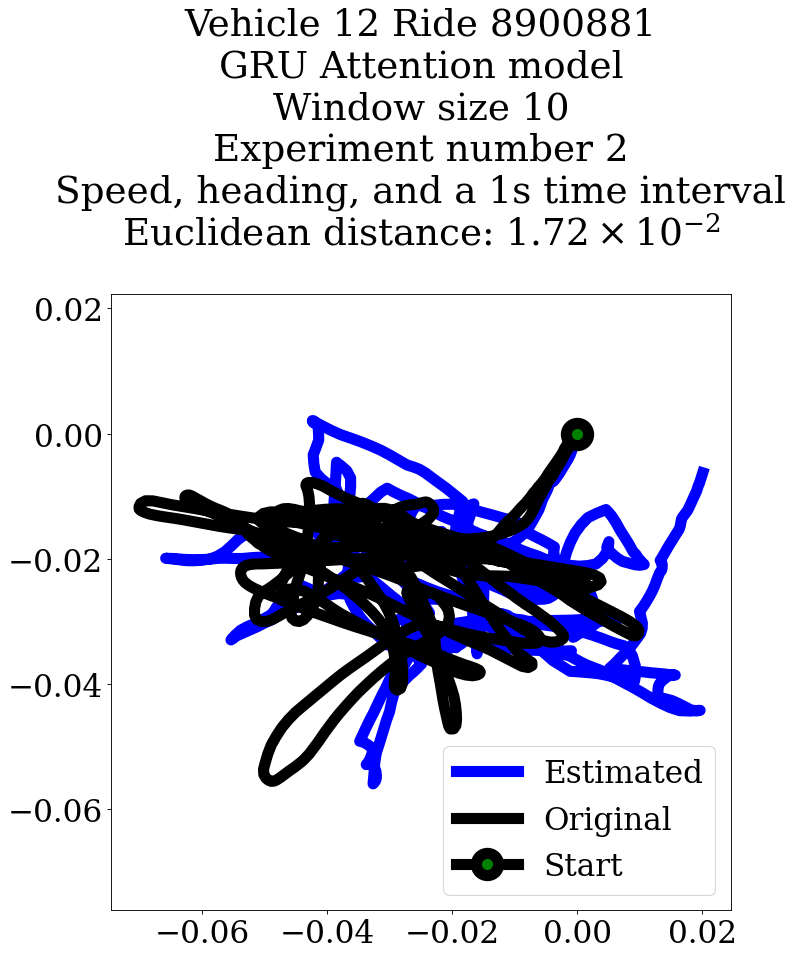 Vehicle 12 Ride 8900881
GRU Attention model
Window size 10
Experiment number 2
Speed, heading, and a 1s time interval
Euclidean distance: 1.72 × 10⁻²
0.02
0.00
−0.02
−0.04
−0.06
Estimated
Original
Start
−0.06 −0.04 −0.02 0.00 0.02